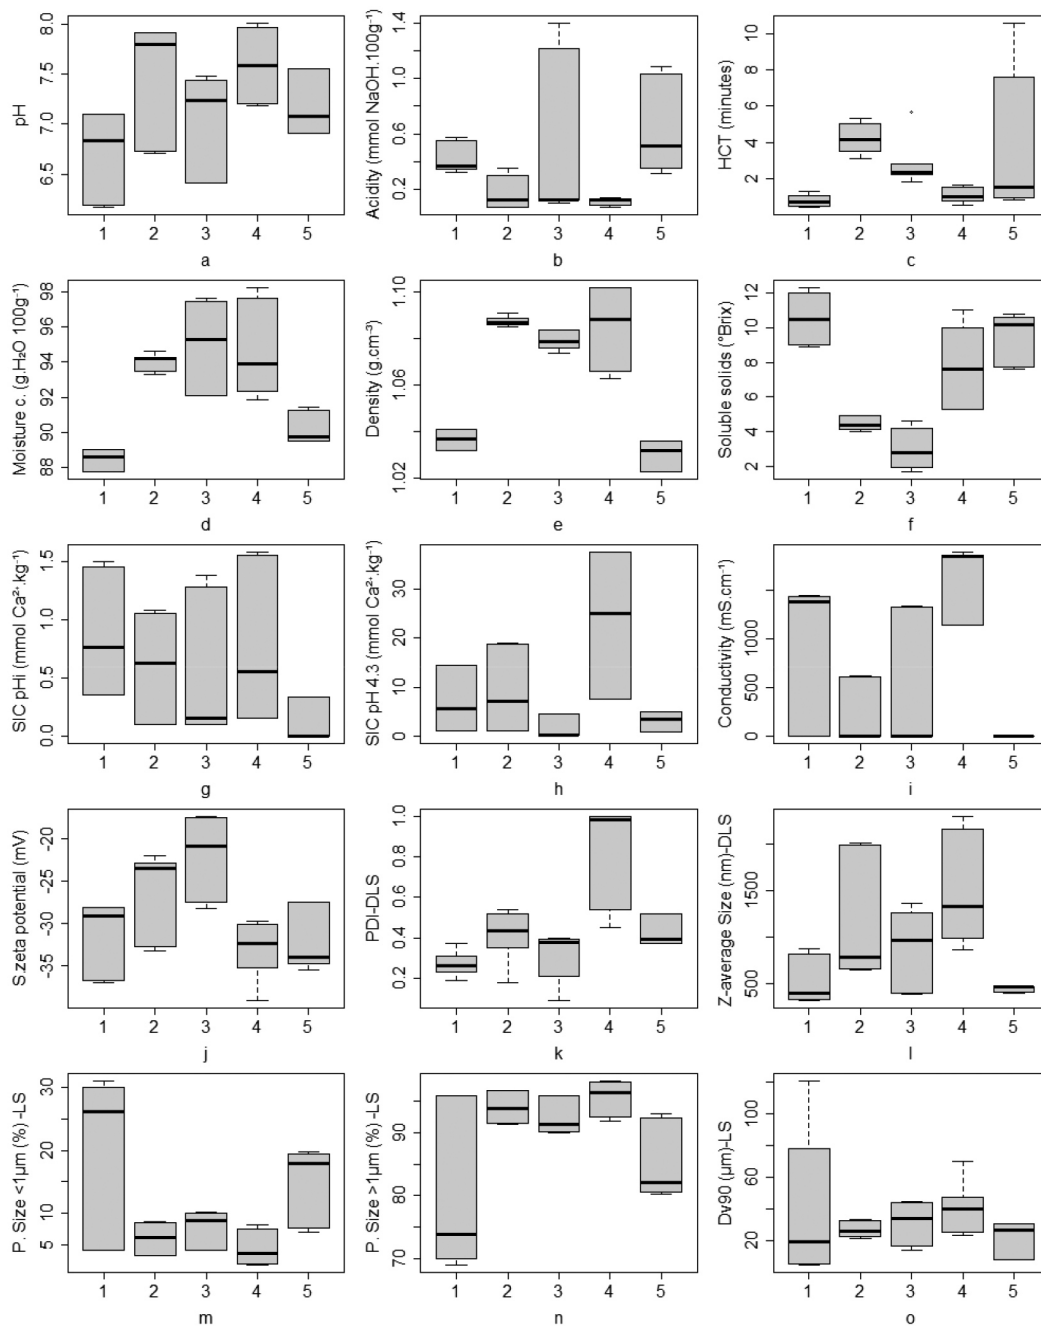 pH
6.5 7.0 7.5 8.0
1 2 3 4 5
a
Acidity (mmol NaOH.100g⁻¹)
0.2 0.6 1.0 1.4
1 2 3 4 5
b
HCT (minutes)
2 4 6 8 10
1 2 3 4 5
c
Moisture c. (g.H₂O 100g⁻¹)
88 90 92 94 96 98
1 2 3 4 5
d
Density (g.cm⁻³)
1.02 1.06 1.10
1 2 3 4 5
e
Soluble solids (°Brix)
2 4 6 8 10 12
1 2 3 4 5
f
SIC pHi (mmol Ca²⁺.kg⁻¹)
0.0 0.5 1.0 1.5
1 2 3 4 5
g
SIC pH 4.3 (mmol Ca²⁺.kg⁻¹)
0 10 20 30
1 2 3 4 5
h
Conductivity (mS.cm⁻¹)
0 500 1000
1 2 3 4 5
i
S.zeta potential (mV)
-35 -30 -25 -20
1 2 3 4 5
j
PDI-DLS
0.2 0.4 0.6 0.8 1.0
1 2 3 4 5
k
Z-average Size (nm)-DLS
500 1500
1 2 3 4 5
l
P. Size <1µm (%) -LS
5 10 20 30
1 2 3 4 5
m
P. Size >1µm (%) -LS
70 80 90
1 2 3 4 5
n
Dv90 (µm)-LS
20 60 100
1 2 3 4 5
o